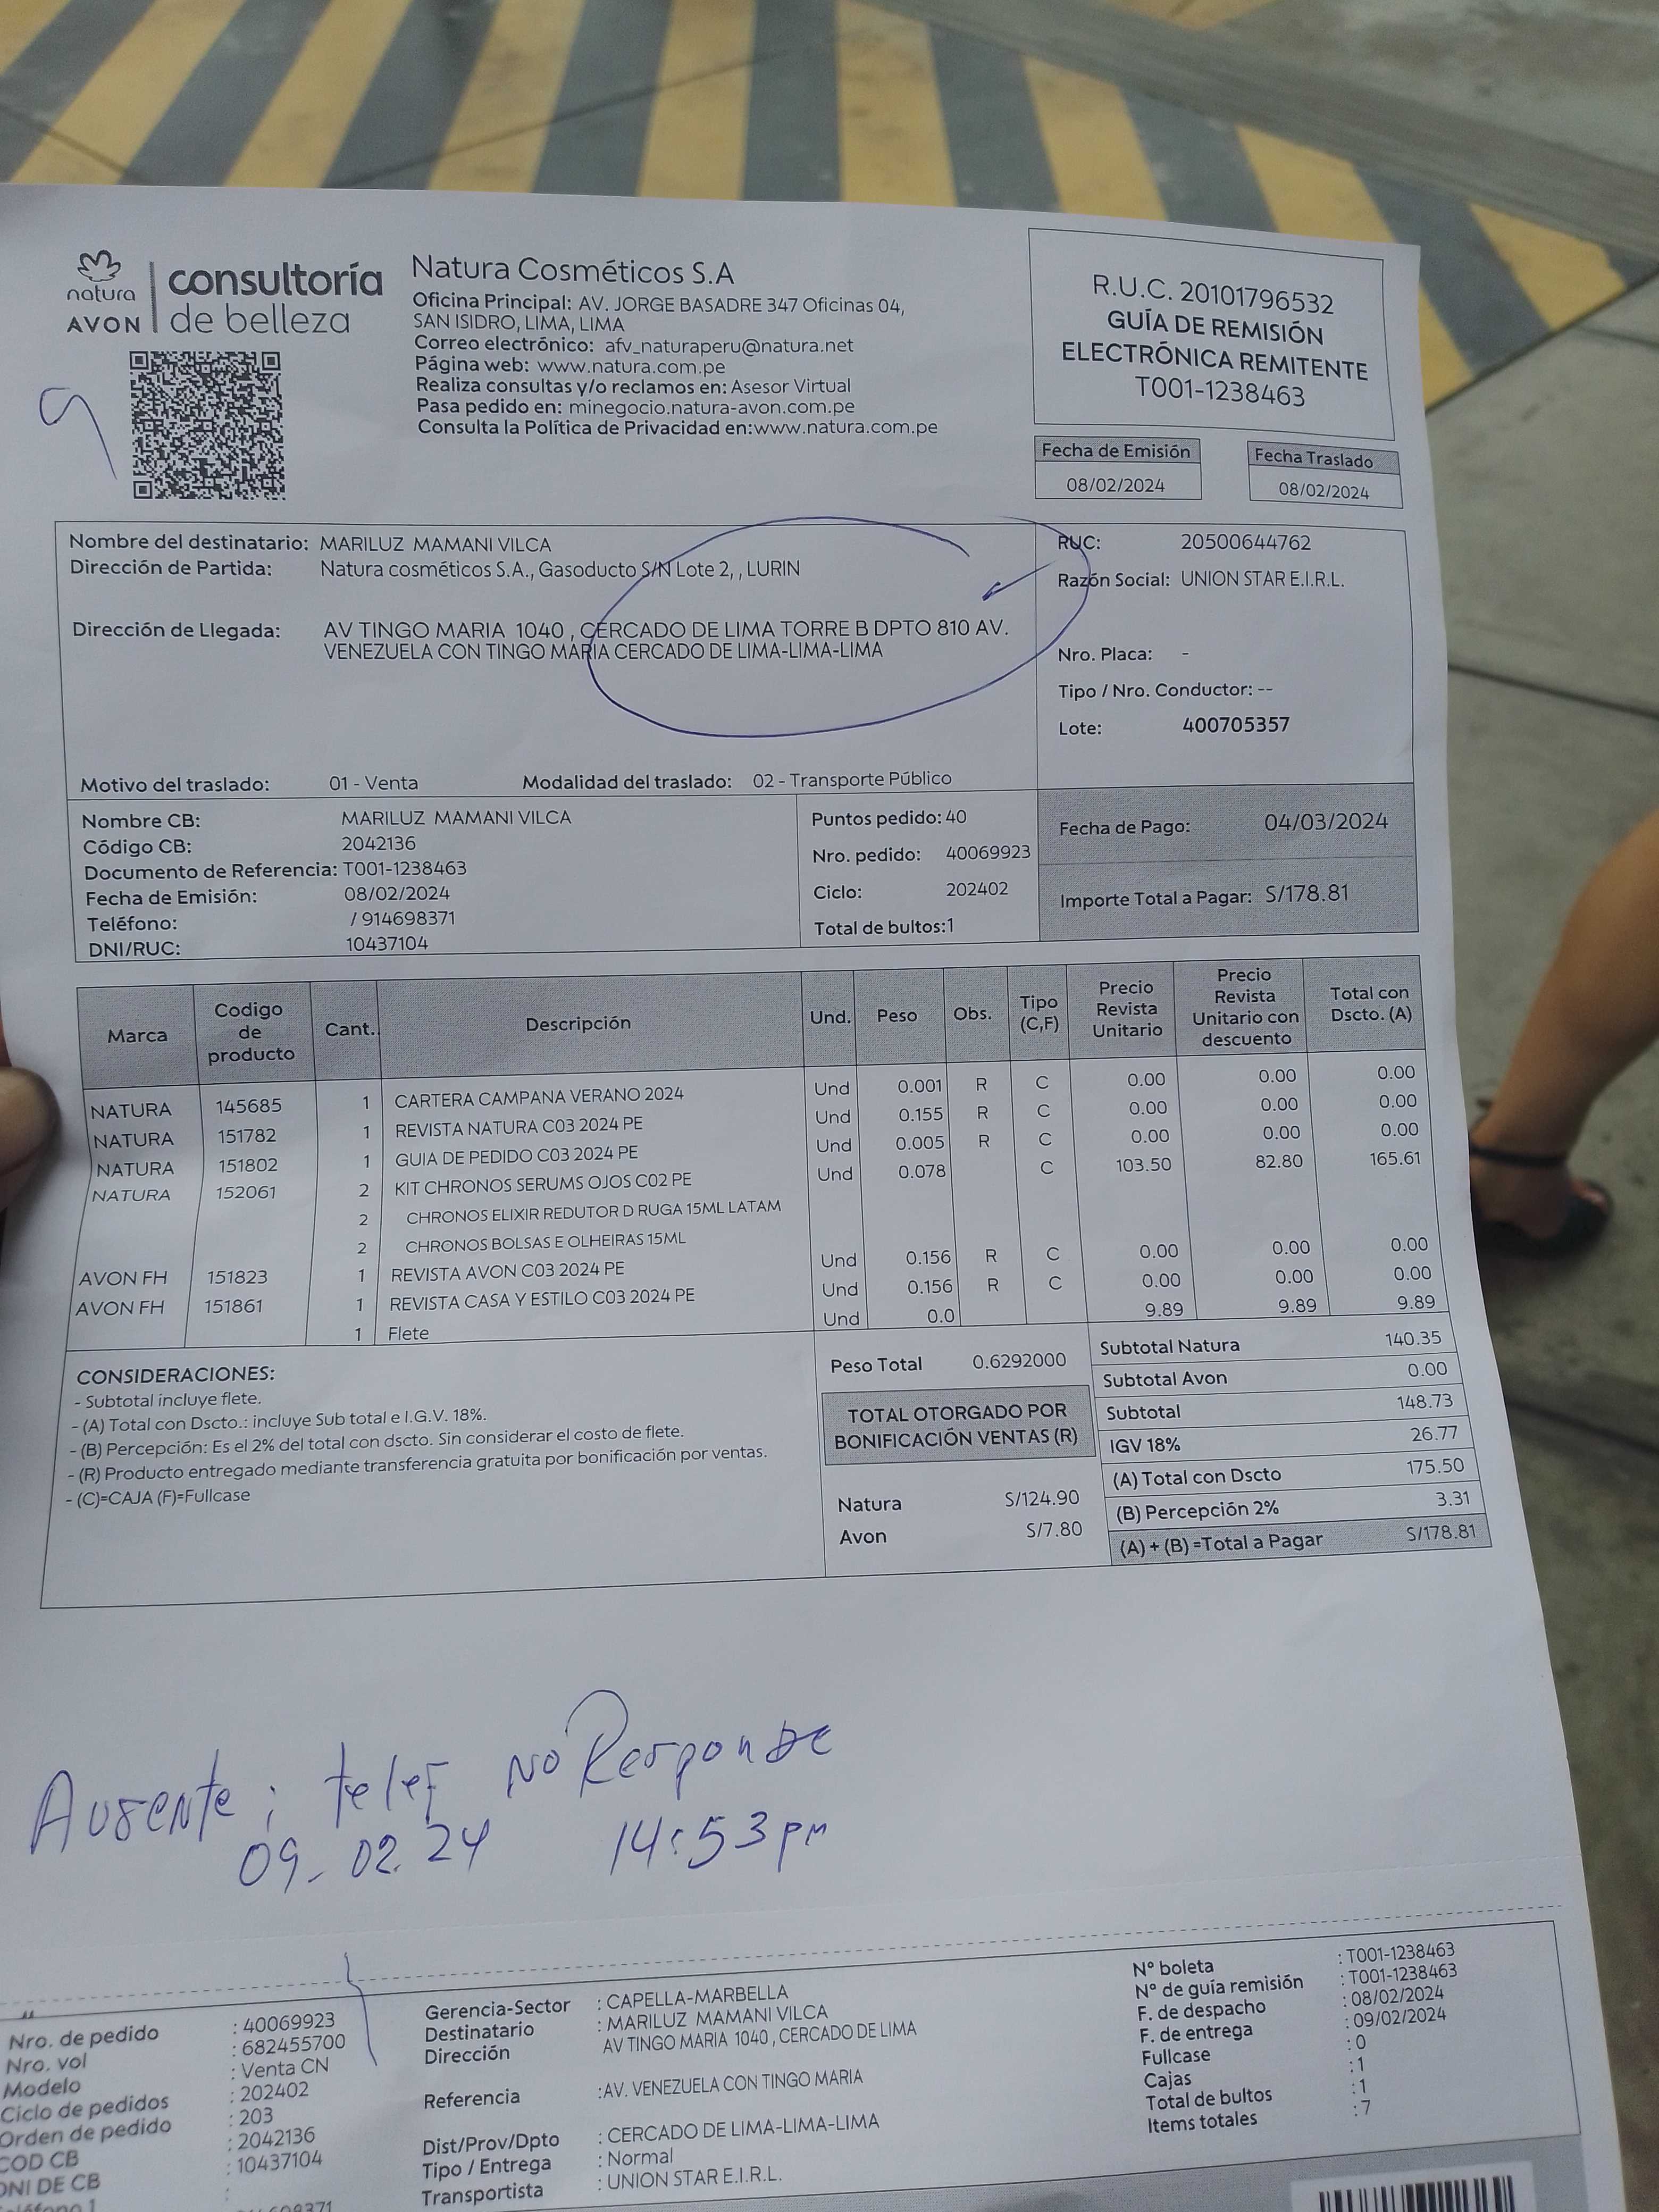 natura
AVON
consultoría
de belleza
Natura Cosméticos S.A
Oficina Principal: AV. JORGE BASADRE 347 Oficinas 04,
SAN ISIDRO, LIMA, LIMA
Correo electrónico: afv_naturaperu@natura.net
Página web: www.natura.com.pe
Realiza consultas y/o reclamos en: Asesor Virtual
Pasa pedido en: minegocio.natura-avon.com.pe
Consulta la Política de Privacidad en:www.natura.com.pe
R.U.C. 20101796532
GUÍA DE REMISIÓN
ELECTRÓNICA REMITENTE
T001-1238463
Fecha de Emisión
08/02/2024
Fecha Traslado
08/02/2024
9
Nombre del destinatario: MARILUZ MAMANI VILCA
Dirección de Partida: Natura cosméticos S.A., Gasoducto S/N Lote 2, , LURIN
Dirección de Llegada: AV TINGO MARIA 1040 , CERCADO DE LIMA TORRE B DPTO 810 AV.
VENEZUELA CON TINGO MARIA CERCADO DE LIMA-LIMA-LIMA
RUC: 20500644762
Razón Social: UNION STAR E.I.R.L.
Nro. Placa: -
Tipo / Nro. Conductor: --
Lote: 400705357
Motivo del traslado: 01 - Venta Modalidad del traslado: 02 - Transporte Público
Nombre CB: MARILUZ MAMANI VILCA
Código CB: 2042136
Documento de Referencia: T001-1238463
Fecha de Emisión: 08/02/2024
Teléfono: / 914698371
DNI/RUC: 10437104
Puntos pedido: 40
Nro. pedido: 40069923
Ciclo: 202402
Total de bultos:1
Fecha de Pago: 04/03/2024
Importe Total a Pagar: S/178.81
Marca Codigo de producto Cant. Descripción Und. Peso Obs. Tipo (C,F) Precio Revista Unitario Precio Revista Unitario con descuento Total con Dscto. (A)
NATURA 145685 1 CARTERA CAMPANA VERANO 2024 Und 0.001 R C 0.00 0.00 0.00
NATURA 151782 1 REVISTA NATURA C03 2024 PE Und 0.155 R C 0.00 0.00 0.00
NATURA 151802 1 GUIA DE PEDIDO C03 2024 PE Und 0.005 R C 0.00 0.00 0.00
NATURA 152061 2 KIT CHRONOS SERUMS OJOS C02 PE Und 0.078 C 103.50 82.80 165.61
2 CHRONOS ELIXIR REDUTOR D RUGA 15ML LATAM
2 CHRONOS BOLSAS E OLHEIRAS 15ML
AVON FH 151823 1 REVISTA AVON C03 2024 PE Und 0.156 R C 0.00 0.00 0.00
AVON FH 151861 1 REVISTA CASA Y ESTILO C03 2024 PE Und 0.156 R C 0.00 0.00 0.00
1 Flete Und 0.0 9.89 9.89 9.89
CONSIDERACIONES:
- Subtotal incluye flete.
- (A) Total con Dscto.: incluye Sub total e I.G.V. 18%.
- (B) Percepción: Es el 2% del total con dscto. Sin considerar el costo de flete.
- (R) Producto entregado mediante transferencia gratuita por bonificación por ventas.
- (C)=CAJA (F)=Fullcase
Peso Total 0.6292000
TOTAL OTORGADO POR
BONIFICACIÓN VENTAS (R)
Natura S/124.90
Avon S/7.80
Subtotal Natura 140.35
Subtotal Avon 0.00
Subtotal 148.73
IGV 18% 26.77
(A) Total con Dscto 175.50
(B) Percepción 2% 3.31
(A) + (B) =Total a Pagar S/178.81
Ausente; telef no Responde
09-02.24 14:53pm
Nro. de pedido : 40069923
Nro. vol : 682455700
Modelo : Venta CN
Ciclo de pedidos : 202402
Orden de pedido : 203
COD CB : 2042136
DNI DE CB : 10437104
:
Gerencia-Sector : CAPELLA-MARBELLA
Destinatario : MARILUZ MAMANI VILCA
Dirección AV TINGO MARIA 1040 , CERCADO DE LIMA
Referencia :AV. VENEZUELA CON TINGO MARIA
Dist/Prov/Dpto : CERCADO DE LIMA-LIMA-LIMA
Tipo / Entrega : Normal
Transportista : UNION STAR E.I.R.L.
N° boleta : T001-1238463
N° de guía remisión : T001-1238463
F. de despacho : 08/02/2024
F. de entrega : 09/02/2024
Fullcase :0
Cajas :1
Total de bultos :1
Items totales :7